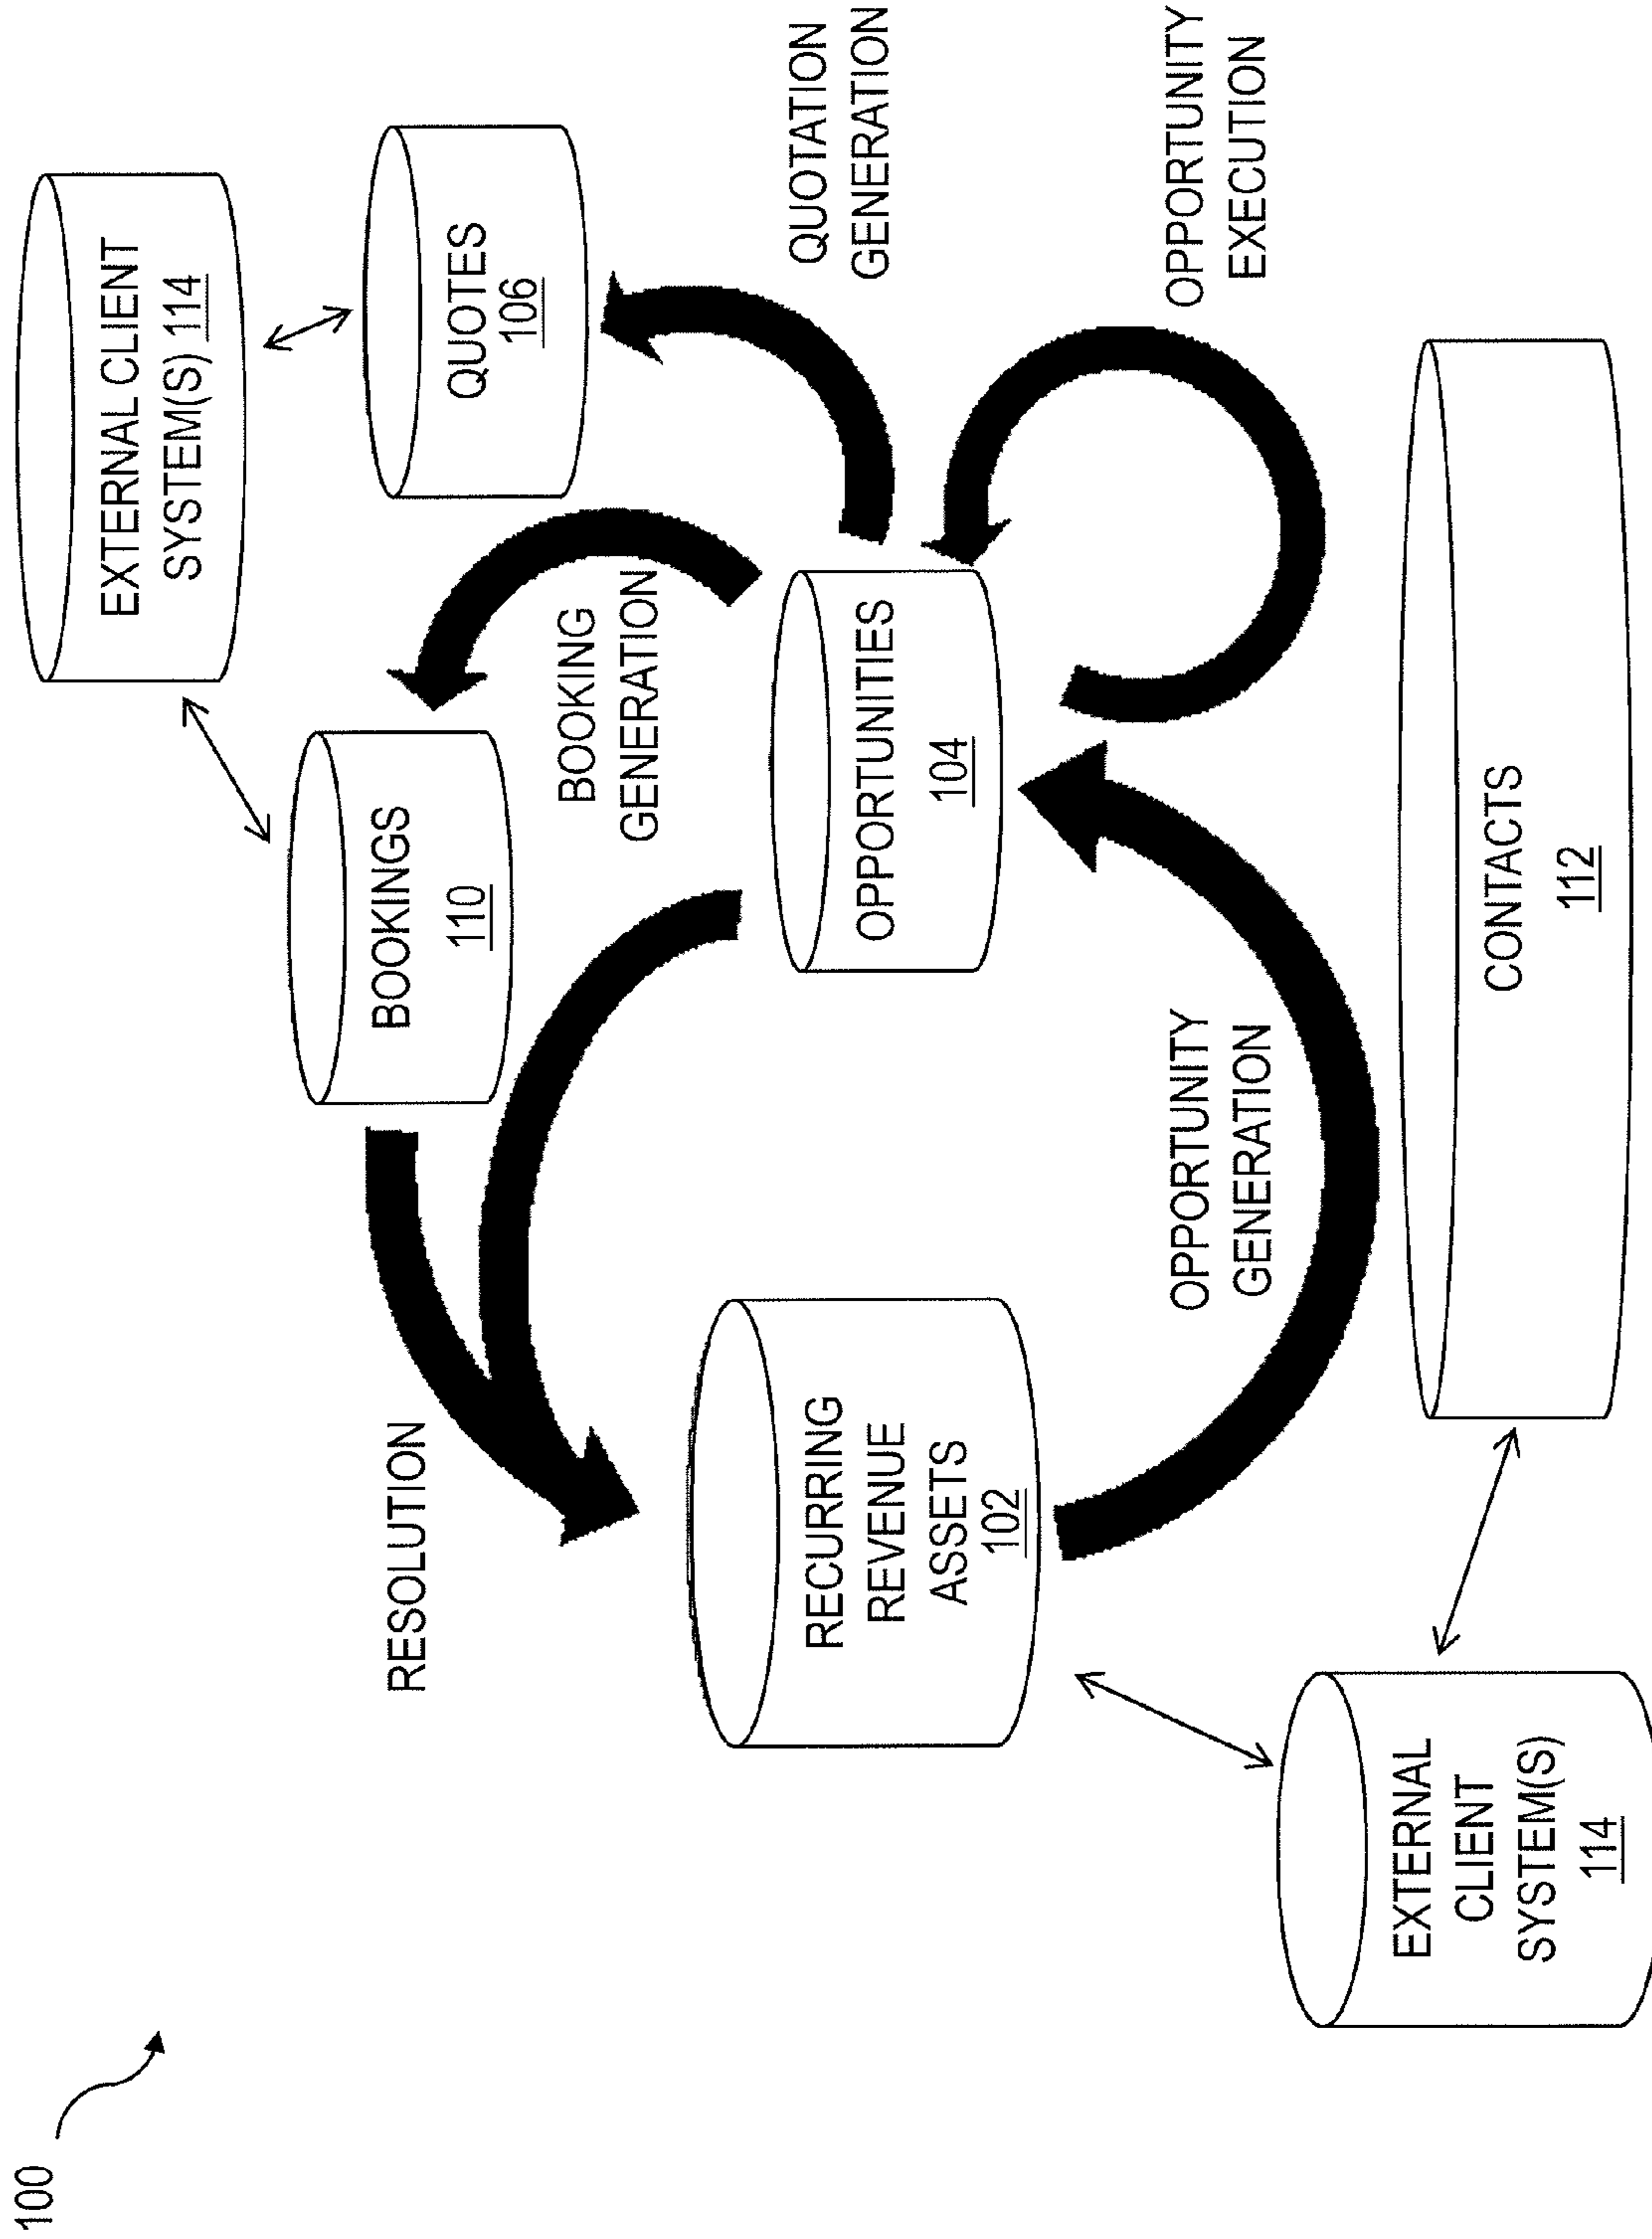 100
EXTERNAL CLIENT
SYSTEM(S) 114
BOOKINGS
110
QUOTES
106
RESOLUTION
BOOKING
GENERATION
RECURRING
REVENUE
ASSETS
102
OPPORTUNITIES
104
QUOTATION
GENERATION
OPPORTUNITY
GENERATION
OPPORTUNITY
EXECUTION
EXTERNAL
CLIENT
SYSTEM(S)
114
CONTACTS
112